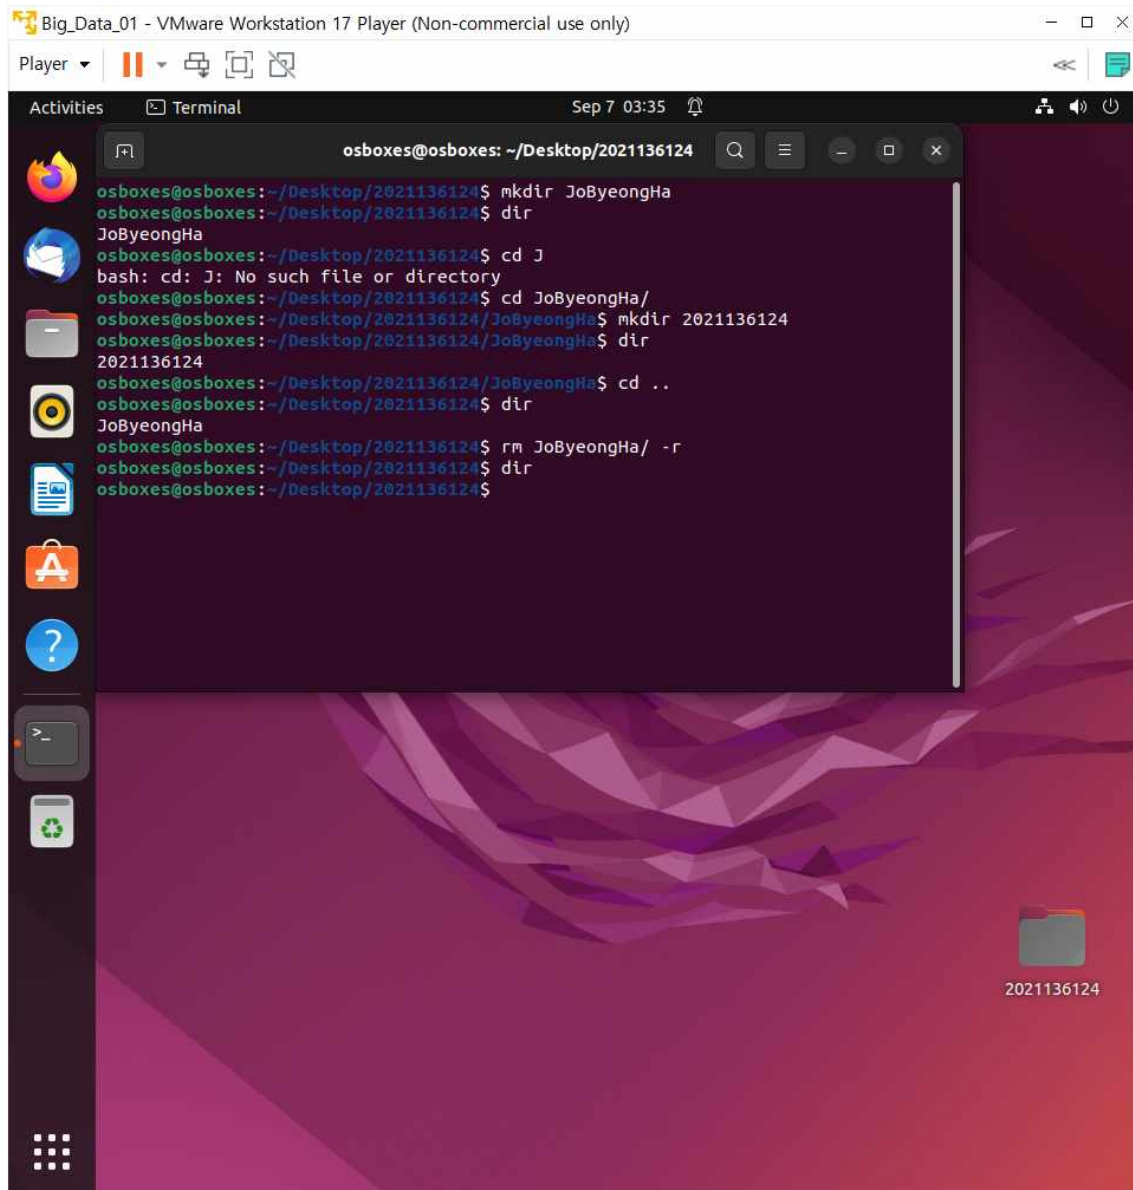 Big_Data_01 - VMware Workstation 17 Player (Non-commercial use only)
Player
Activities Terminal Sep 7 03:35
osboxes@osboxes: ~/Desktop/2021136124
osboxes@osboxes:~/Desktop/2021136124$ mkdir JoByeongHa
osboxes@osboxes:~/Desktop/2021136124$ dir
JoByeongHa
osboxes@osboxes:~/Desktop/2021136124$ cd J
bash: cd: J: No such file or directory
osboxes@osboxes:~/Desktop/2021136124$ cd JoByeongHa/
osboxes@osboxes:~/Desktop/2021136124/JoByeongHa$ mkdir 2021136124
osboxes@osboxes:~/Desktop/2021136124/JoByeongHa$ dir
2021136124
osboxes@osboxes:~/Desktop/2021136124/JoByeongHa$ cd ..
osboxes@osboxes:~/Desktop/2021136124$ dir
JoByeongHa
osboxes@osboxes:~/Desktop/2021136124$ rm JoByeongHa/ -r
osboxes@osboxes:~/Desktop/2021136124$ dir
osboxes@osboxes:~/Desktop/2021136124$
2021136124